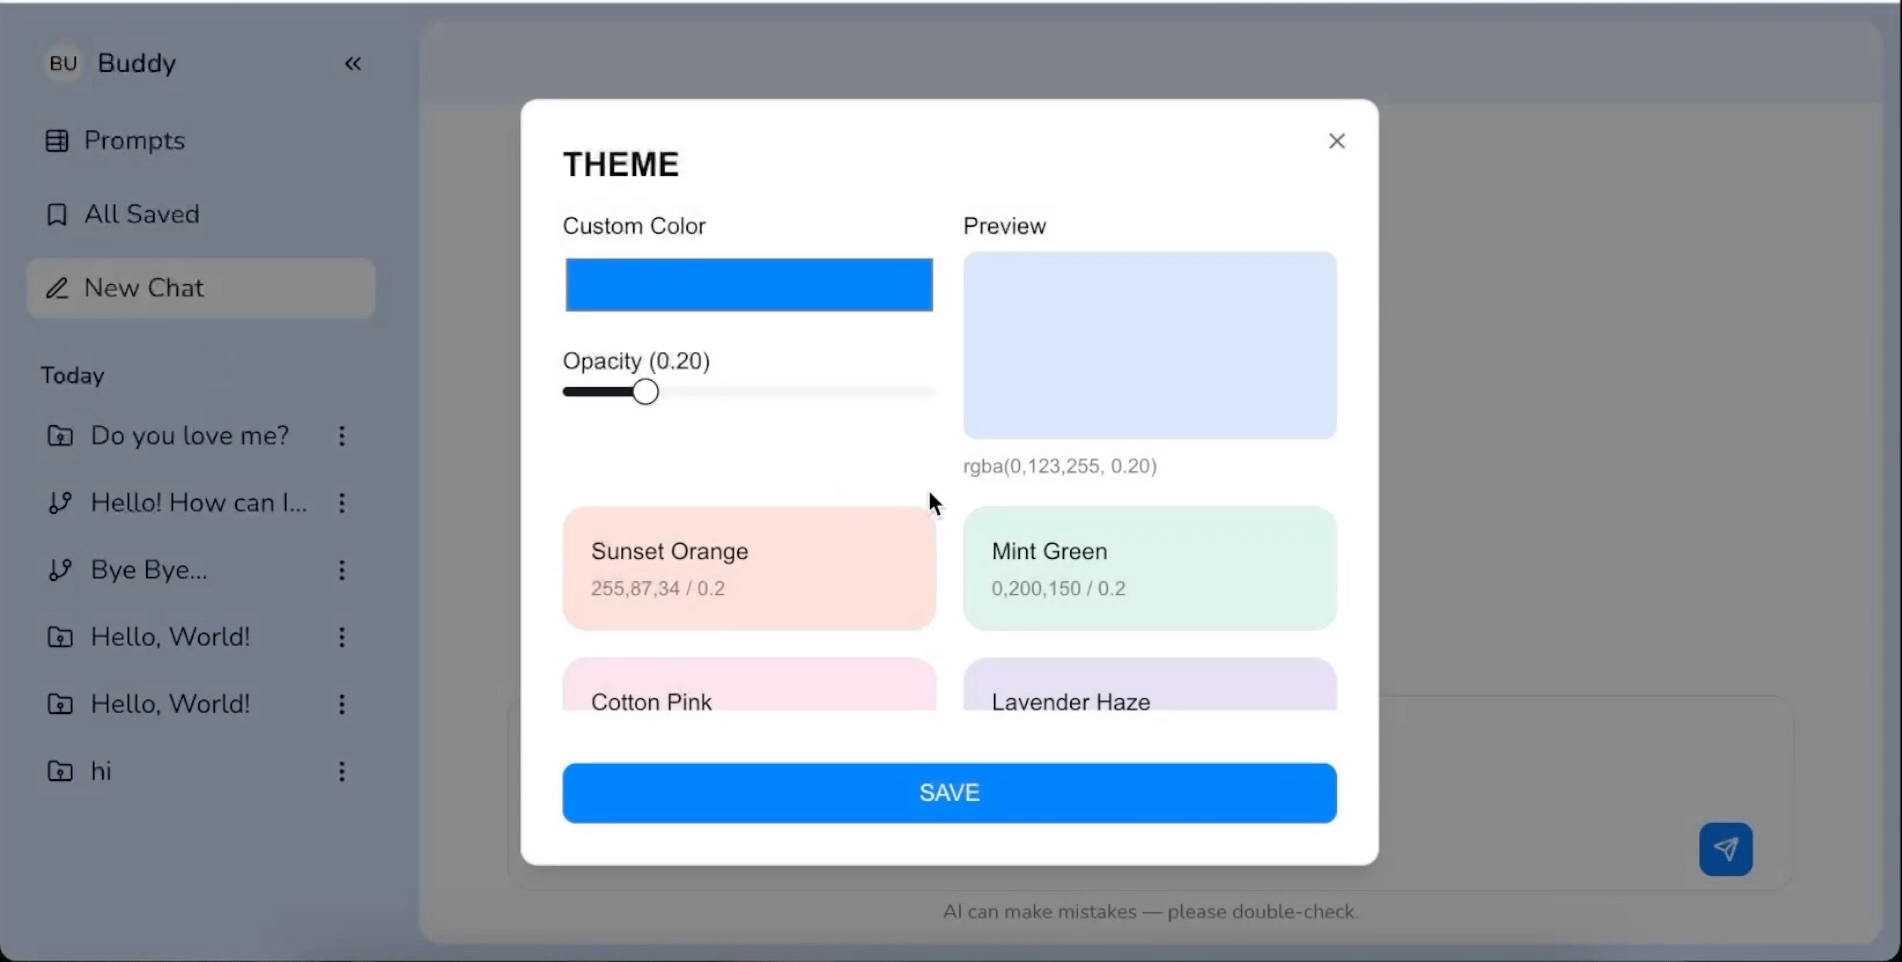 BU Buddy
Prompts
All Saved
New Chat
Today
Do you love me?
Hello! How can I...
Bye Bye...
Hello, World!
Hello, World!
hi
THEME
Custom Color
Preview
Opacity (0.20)
rgba(0,123,255, 0.20)
Sunset Orange
255,87,34 / 0.2
Mint Green
0,200,150 / 0.2
Cotton Pink
Lavender Haze
SAVE
AI can make mistakes — please double-check.